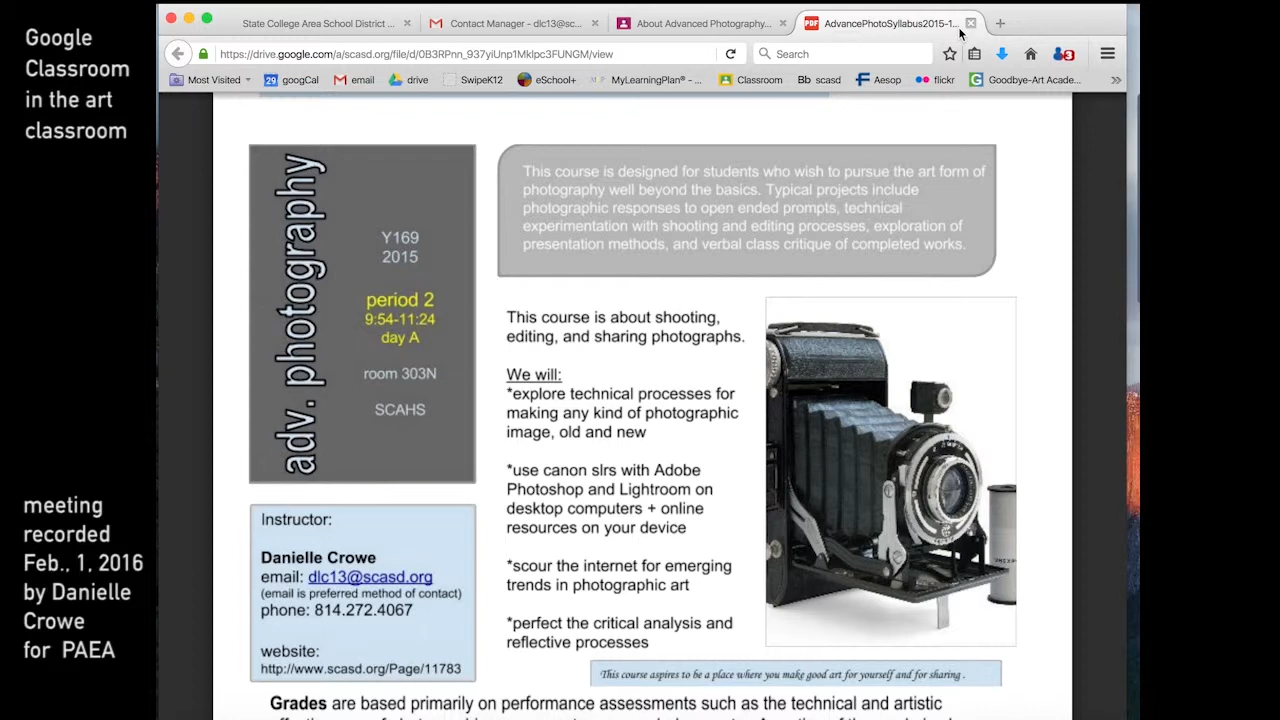 Google
Classroom
in the art
classroom
meeting
recorded
Feb., 1, 2016
by Danielle
Crowe
for PAEA
State College Area School District ...
Contact Manager - dlc13@sc...
About Advanced Photography...
PDF
AdvancePhotoSyllabus2015-1...
https://drive.google.com/a/scasd.org/file/d/0B3RPnn_937yiUnp1Mklpc3FUNGM/view
Search
3
Most Visited
29
googCal
email
drive
SwipeK12
eSchool+
MyLearningPlan® - ...
Classroom
Bb scasd
Aesop
flickr
Goodbye-Art Acade...
adv. photography
Y169
2015
period 2
9:54-11:24
day A
room 303N
SCAHS
This course is designed for students who wish to pursue the art form of
photography well beyond the basics. Typical projects include
photographic responses to open ended prompts, technical
experimentation with shooting and editing processes, exploration of
presentation methods, and verbal class critique of completed works.
This course is about shooting,
editing, and sharing photographs.
We will:
*explore technical processes for
making any kind of photographic
image, old and new
*use canon slrs with Adobe
Photoshop and Lightroom on
desktop computers + online
resources on your device
*scour the internet for emerging
trends in photographic art
*perfect the critical analysis and
reflective processes
Instructor:
Danielle Crowe
email: dlc13@scasd.org
(email is preferred method of contact)
phone: 814.272.4067
website:
http://www.scasd.org/Page/11783
This course aspires to be a place where you make good art for yourself and for sharing .
Grades are based primarily on performance assessments such as the technical and artistic